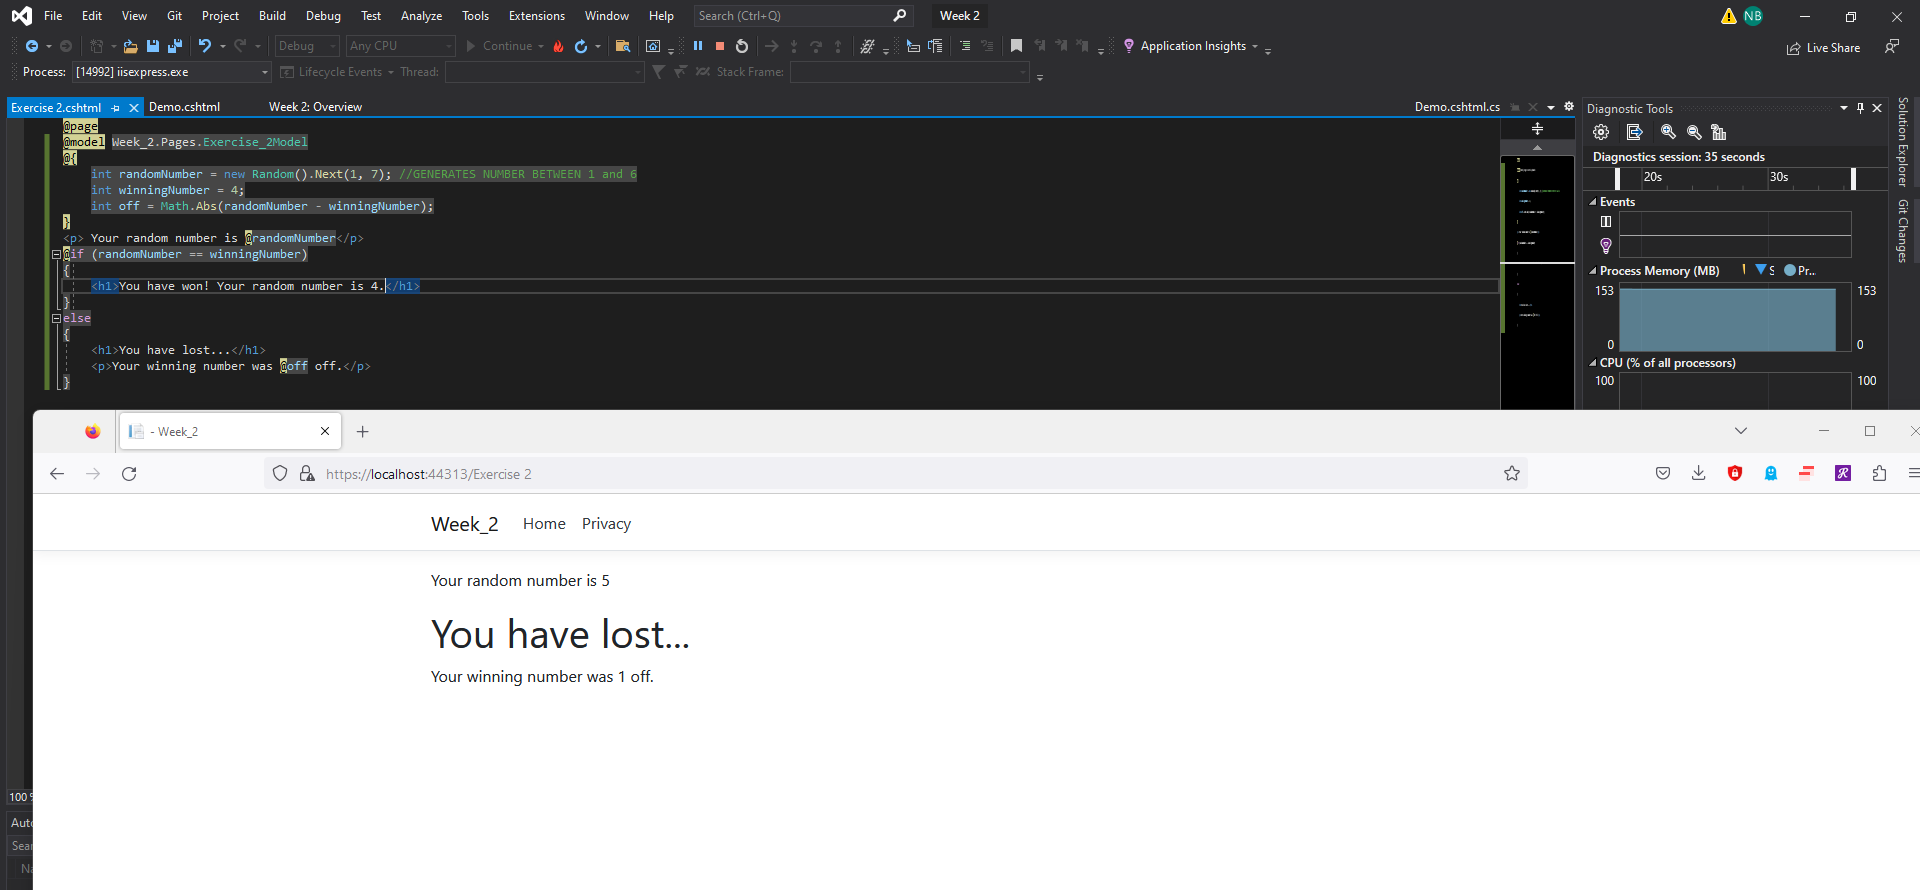 File Edit View Git Project Build Debug Test Analyze Tools Extensions Window Help Search (Ctrl+Q) Week 2 NB
Debug Any CPU Continue Application Insights Live Share
Process: [14992] iisexpress.exe Lifecycle Events Thread: Stack Frame:
Exercise 2.cshtml Demo.cshtml Week 2: Overview Demo.cshtml.cs
@page
@model Week_2.Pages.Exercise_2Model
@{
int randomNumber = new Random().Next(1, 7); //GENERATES NUMBER BETWEEN 1 and 6
int winningNumber = 4;
int off = Math.Abs(randomNumber - winningNumber);
}
<p> Your random number is @randomNumber</p>
@if (randomNumber == winningNumber)
{
<h1>You have won! Your random number is 4.</h1>
}
else
{
<h1>You have lost...</h1>
<p>Your winning number was @off off.</p>
}
Diagnostic Tools
Diagnostics session: 35 seconds
20s 30s
Events
Process Memory (MB) S Pr...
153 153
0 0
CPU (% of all processors)
100 100
Solution Explorer
Git Changes
100 %
Auto
Sear
Na
- Week_2
https://localhost:44313/Exercise 2
Week_2 Home Privacy
Your random number is 5
You have lost...
Your winning number was 1 off.